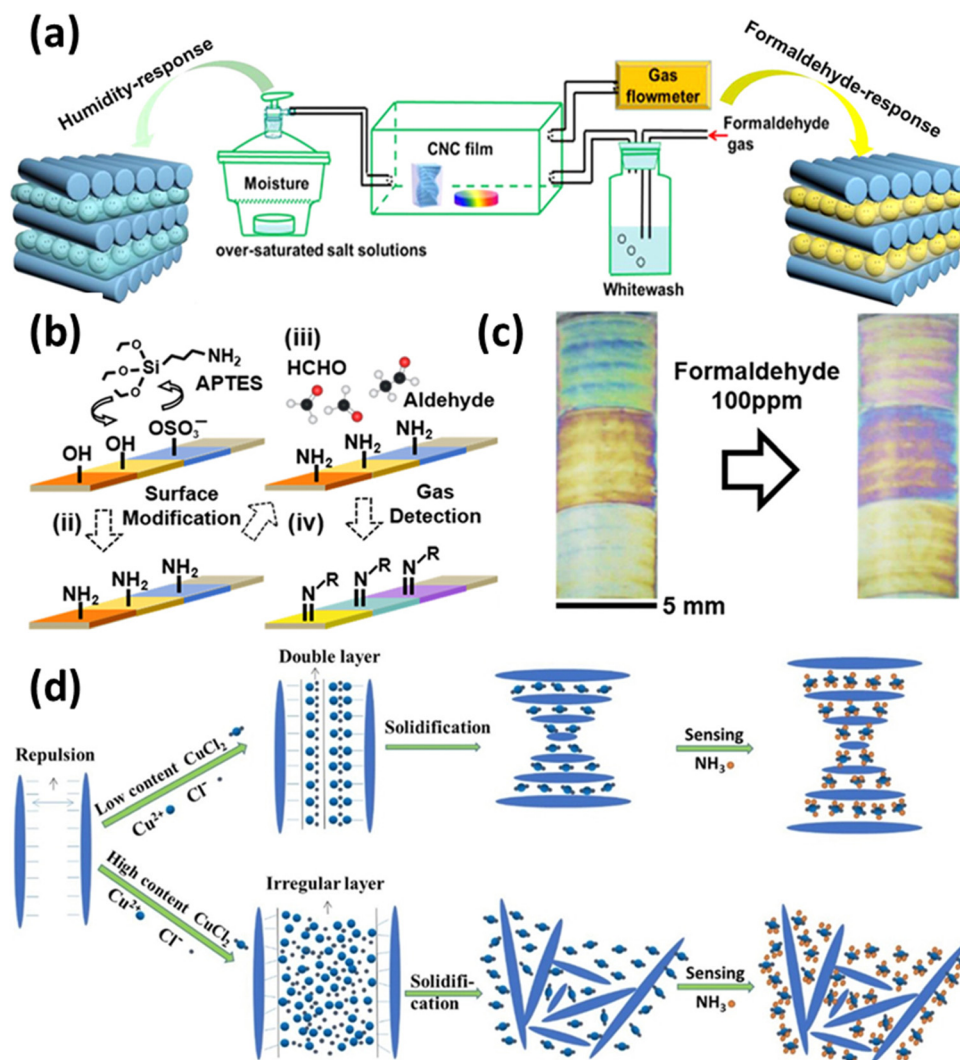 (a)
Humidity-response
Moisture
over-saturated salt solutions
CNC film
Gas
flowmeter
Formaldehyde
gas
Whitewash
Formaldehyde-response
(b)
O
Si
O
O
NH₂
APTES
OH
OH
OSO₃⁻
(ii)
Surface
Modification
NH₂
NH₂
NH₂
(iii)
HCHO
Aldehyde
NH₂
NH₂
NH₂
(iv)
Gas
Detection
N-R
N-R
N-R
(c)
Formaldehyde
100ppm
5 mm
(d)
Repulsion
Low content CuCl₂
Cu²⁺
Cl⁻
Double layer
Solidification
Sensing
NH₃
High content CuCl₂
Cu²⁺
Cl⁻
Irregular layer
Solidifi-
cation
Sensing
NH₃